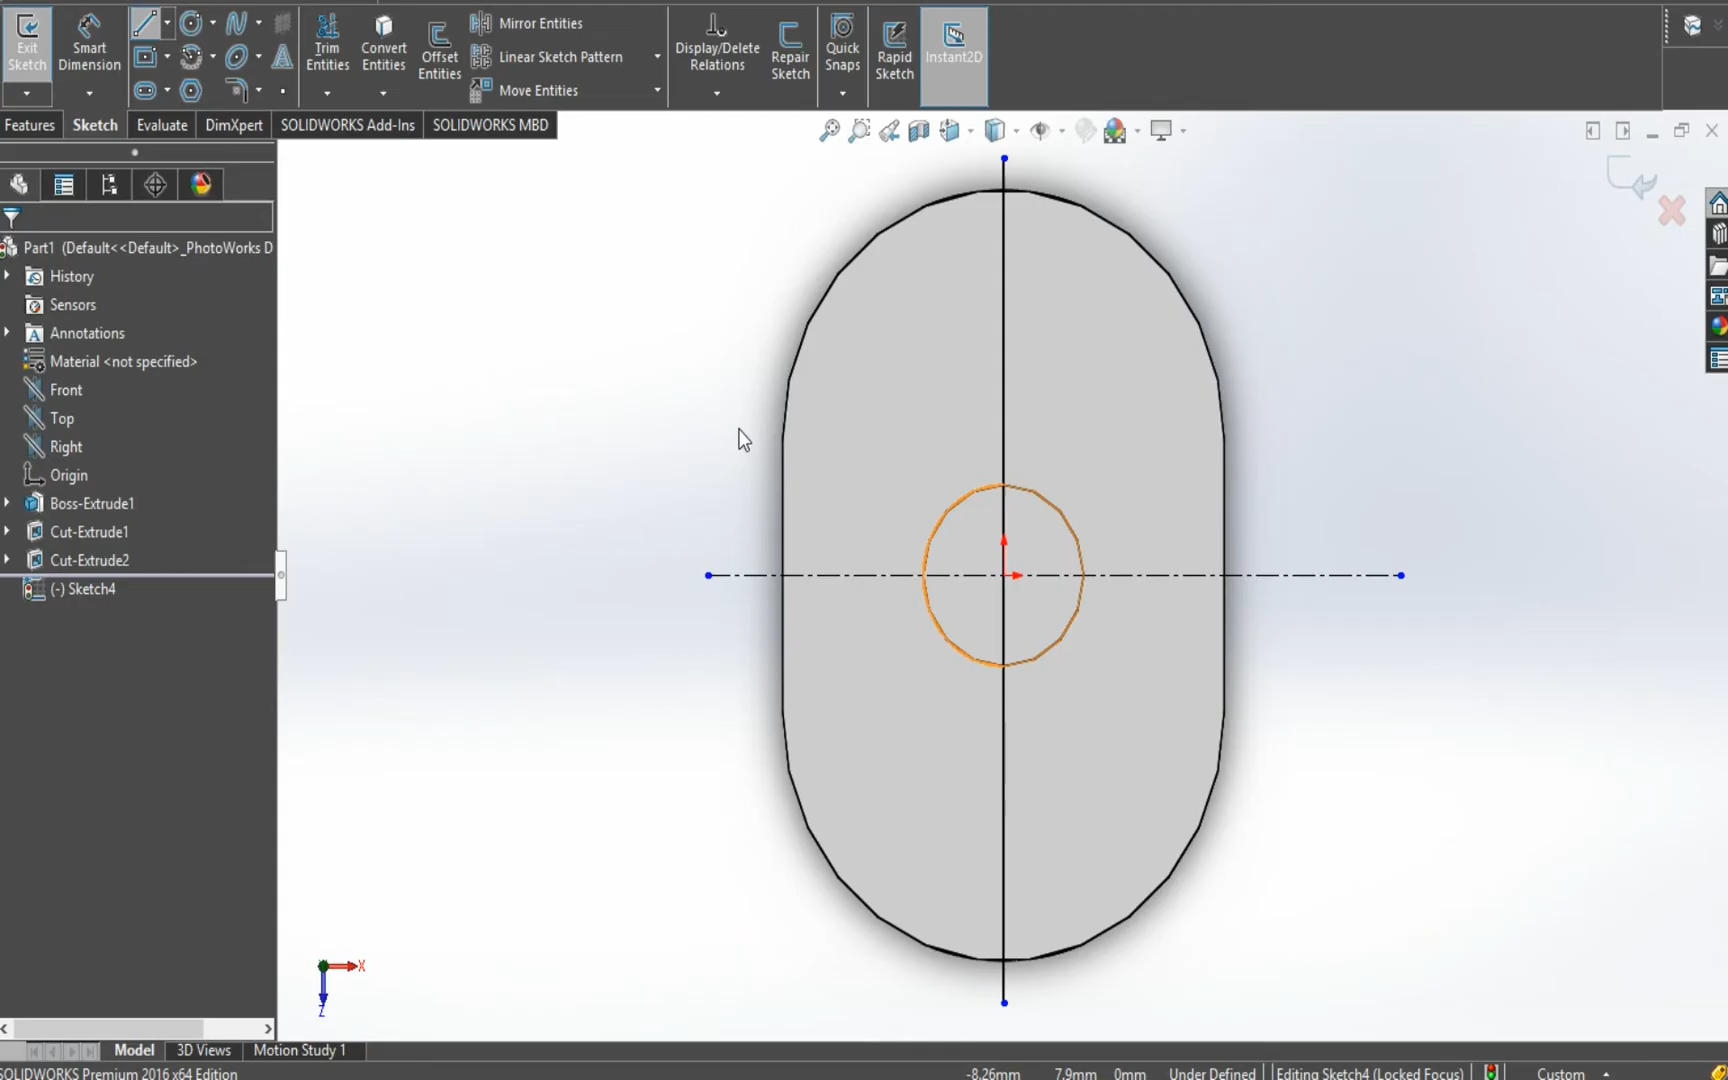 Exit
Sketch
Smart
Dimension
Trim
Entities
Convert
Entities
Offset
Entities
Mirror Entities
Linear Sketch Pattern
Move Entities
Display/Delete
Relations
Repair
Sketch
Quick
Snaps
Rapid
Sketch
Instant2D
Features
Sketch
Evaluate
DimXpert
SOLIDWORKS Add-Ins
SOLIDWORKS MBD
Part1 (Default<<Default>_PhotoWorks D
History
Sensors
A Annotations
Material <not specified>
Front
Top
Right
Origin
Boss-Extrude1
Cut-Extrude1
Cut-Extrude2
(-) Sketch4
X
Z
Model
3D Views
Motion Study 1
SOLIDWORKS Premium 2016 x64 Edition
-8.26mm
7.9mm
0mm
Under Defined
Editing Sketch4 (Locked Focus)
Custom